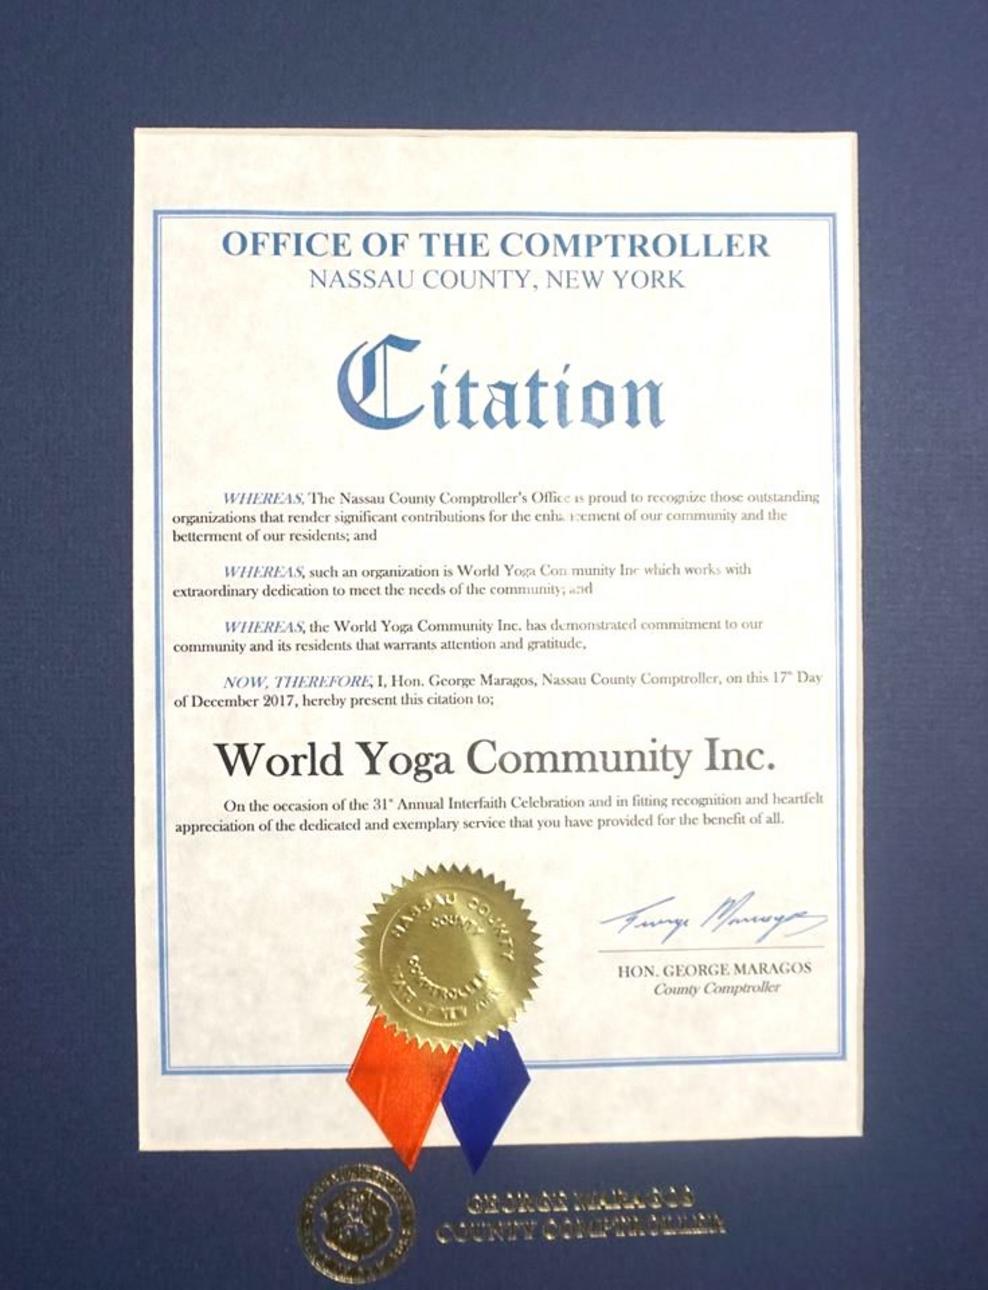 OFFICE OF THE COMPTROLLER
NASSAU COUNTY, NEW YORK
Citation
WHEREAS, The Nassau County Comptroller's Office is proud to recognize those outstanding
organizations that render significant contributions for the of our community and the
betterment of our residents; and
WHEREAS, such an organization is World Yoga Community Inc which works with
extraordinary dedication to meet the needs of the community; and
WHEREAS, the World Yoga Community Inc. has demonstrated commitment to our
community and its residents that warrants attention and gratitude,
NOW, THEREFORE, I, Hon. George Maragos, Nassau County Comptroller, on this 17th Day
of December 2017, hereby present this citation to;
World Yoga Community Inc.
On the occasion of the 31st Annual Interfaith Celebration and in fitting recognition and heartfelt
appreciation of the dedicated and exemplary service that you have provided for the benefit of all.
NASSAU COUNTY
COUNTY
COMPTROLLER
STATE OF NEW YORK
George Maragos
HON. GEORGE MARAGOS
County Comptroller
GEORGE MARAGOS
COUNTY COMPTROLLER